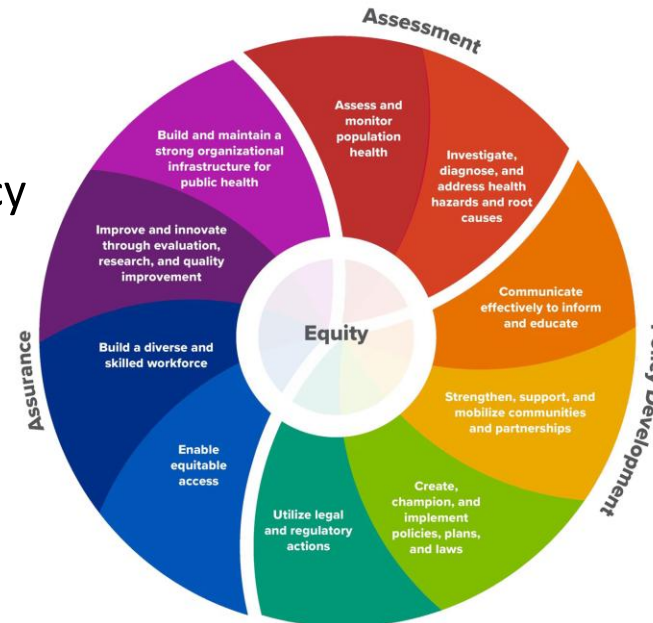 Assessment
Assess and
monitor
population
health
Investigate,
diagnose, and
address health
hazards and root
causes
Communicate
effectively to inform
and educate
Strengthen, support, and
mobilize communities
and partnerships
Create,
champion, and
implement
policies, plans,
and laws
Utilize legal
and regulatory
actions
Enable
equitable
access
Build a diverse and
skilled workforce
Improve and innovate
through evaluation,
research, and quality
improvement
Build and maintain a
strong organizational
infrastructure for
public health
Equity
Assurance
Policy Development
cy